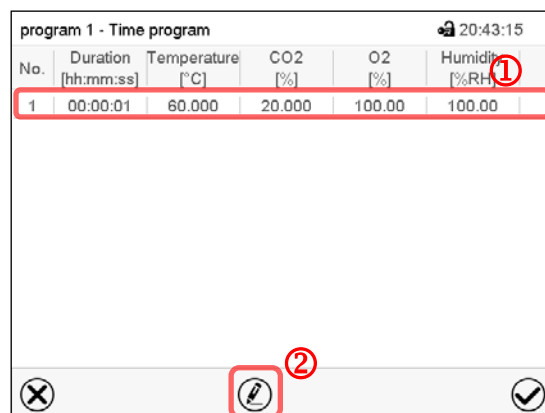 program 1 - Time program 20:43:15
No. Duration [hh:mm:ss] Temperature [°C] CO2 [%] O2 [%] Humidity [%RH]
①
1 00:00:01 60.000 20.000 100.00 100.00
②